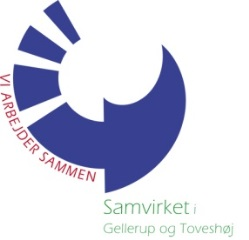 VI ARBEJDER SAMMEN
Samvirket i
Gellerup og Toveshøj